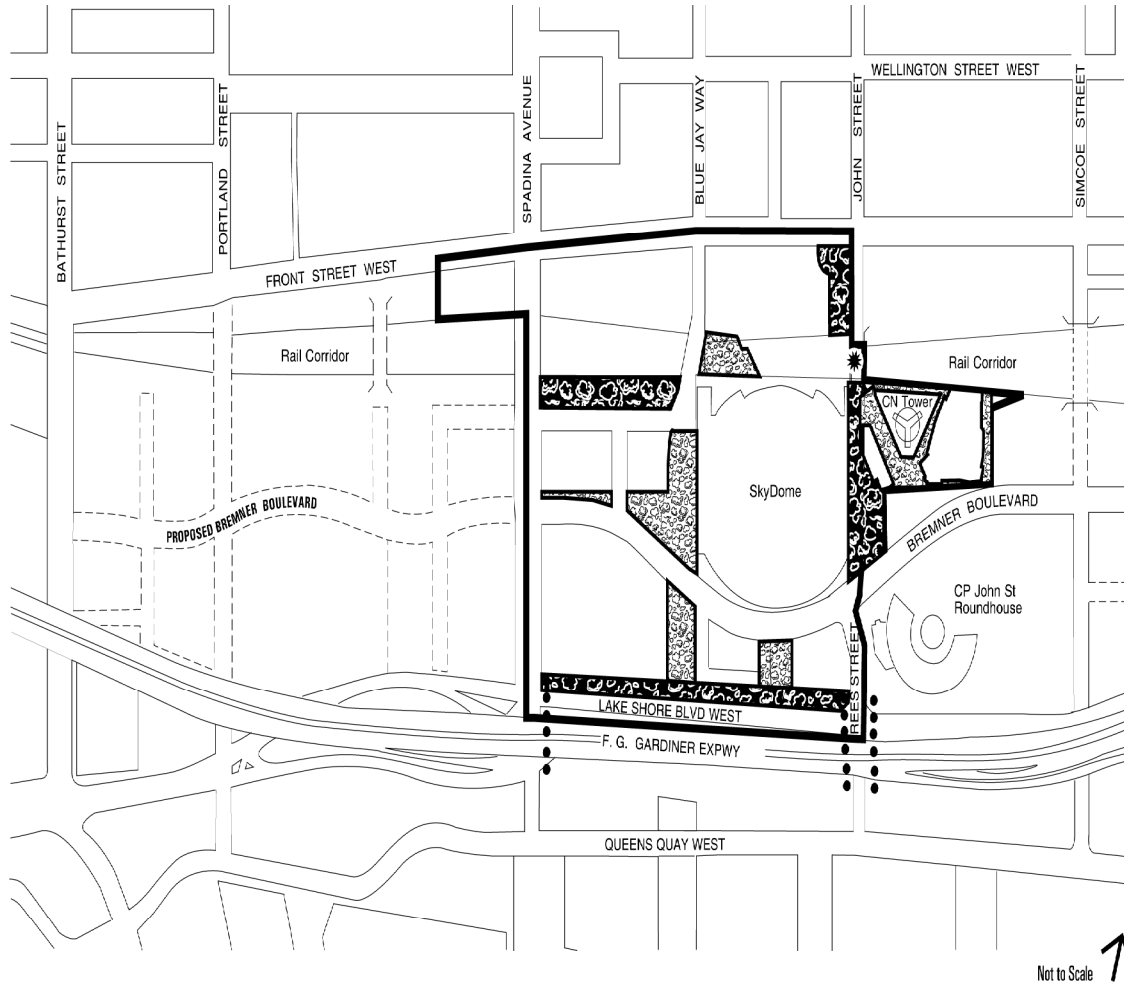 WELLINGTON STREET WEST
BATHURST STREET
PORTLAND STREET
SPADINA AVENUE
BLUE JAY WAY
JOHN STREET
SIMCOE STREET
FRONT STREET WEST
Rail Corridor
Rail Corridor
CN Tower
SkyDome
PROPOSED BREMNER BOULEVARD
BREMNER BOULEVARD
CP John St
Roundhouse
REES STREET
LAKE SHORE BLVD WEST
F. G. GARDINER EXPWY
QUEENS QUAY WEST
Not to Scale